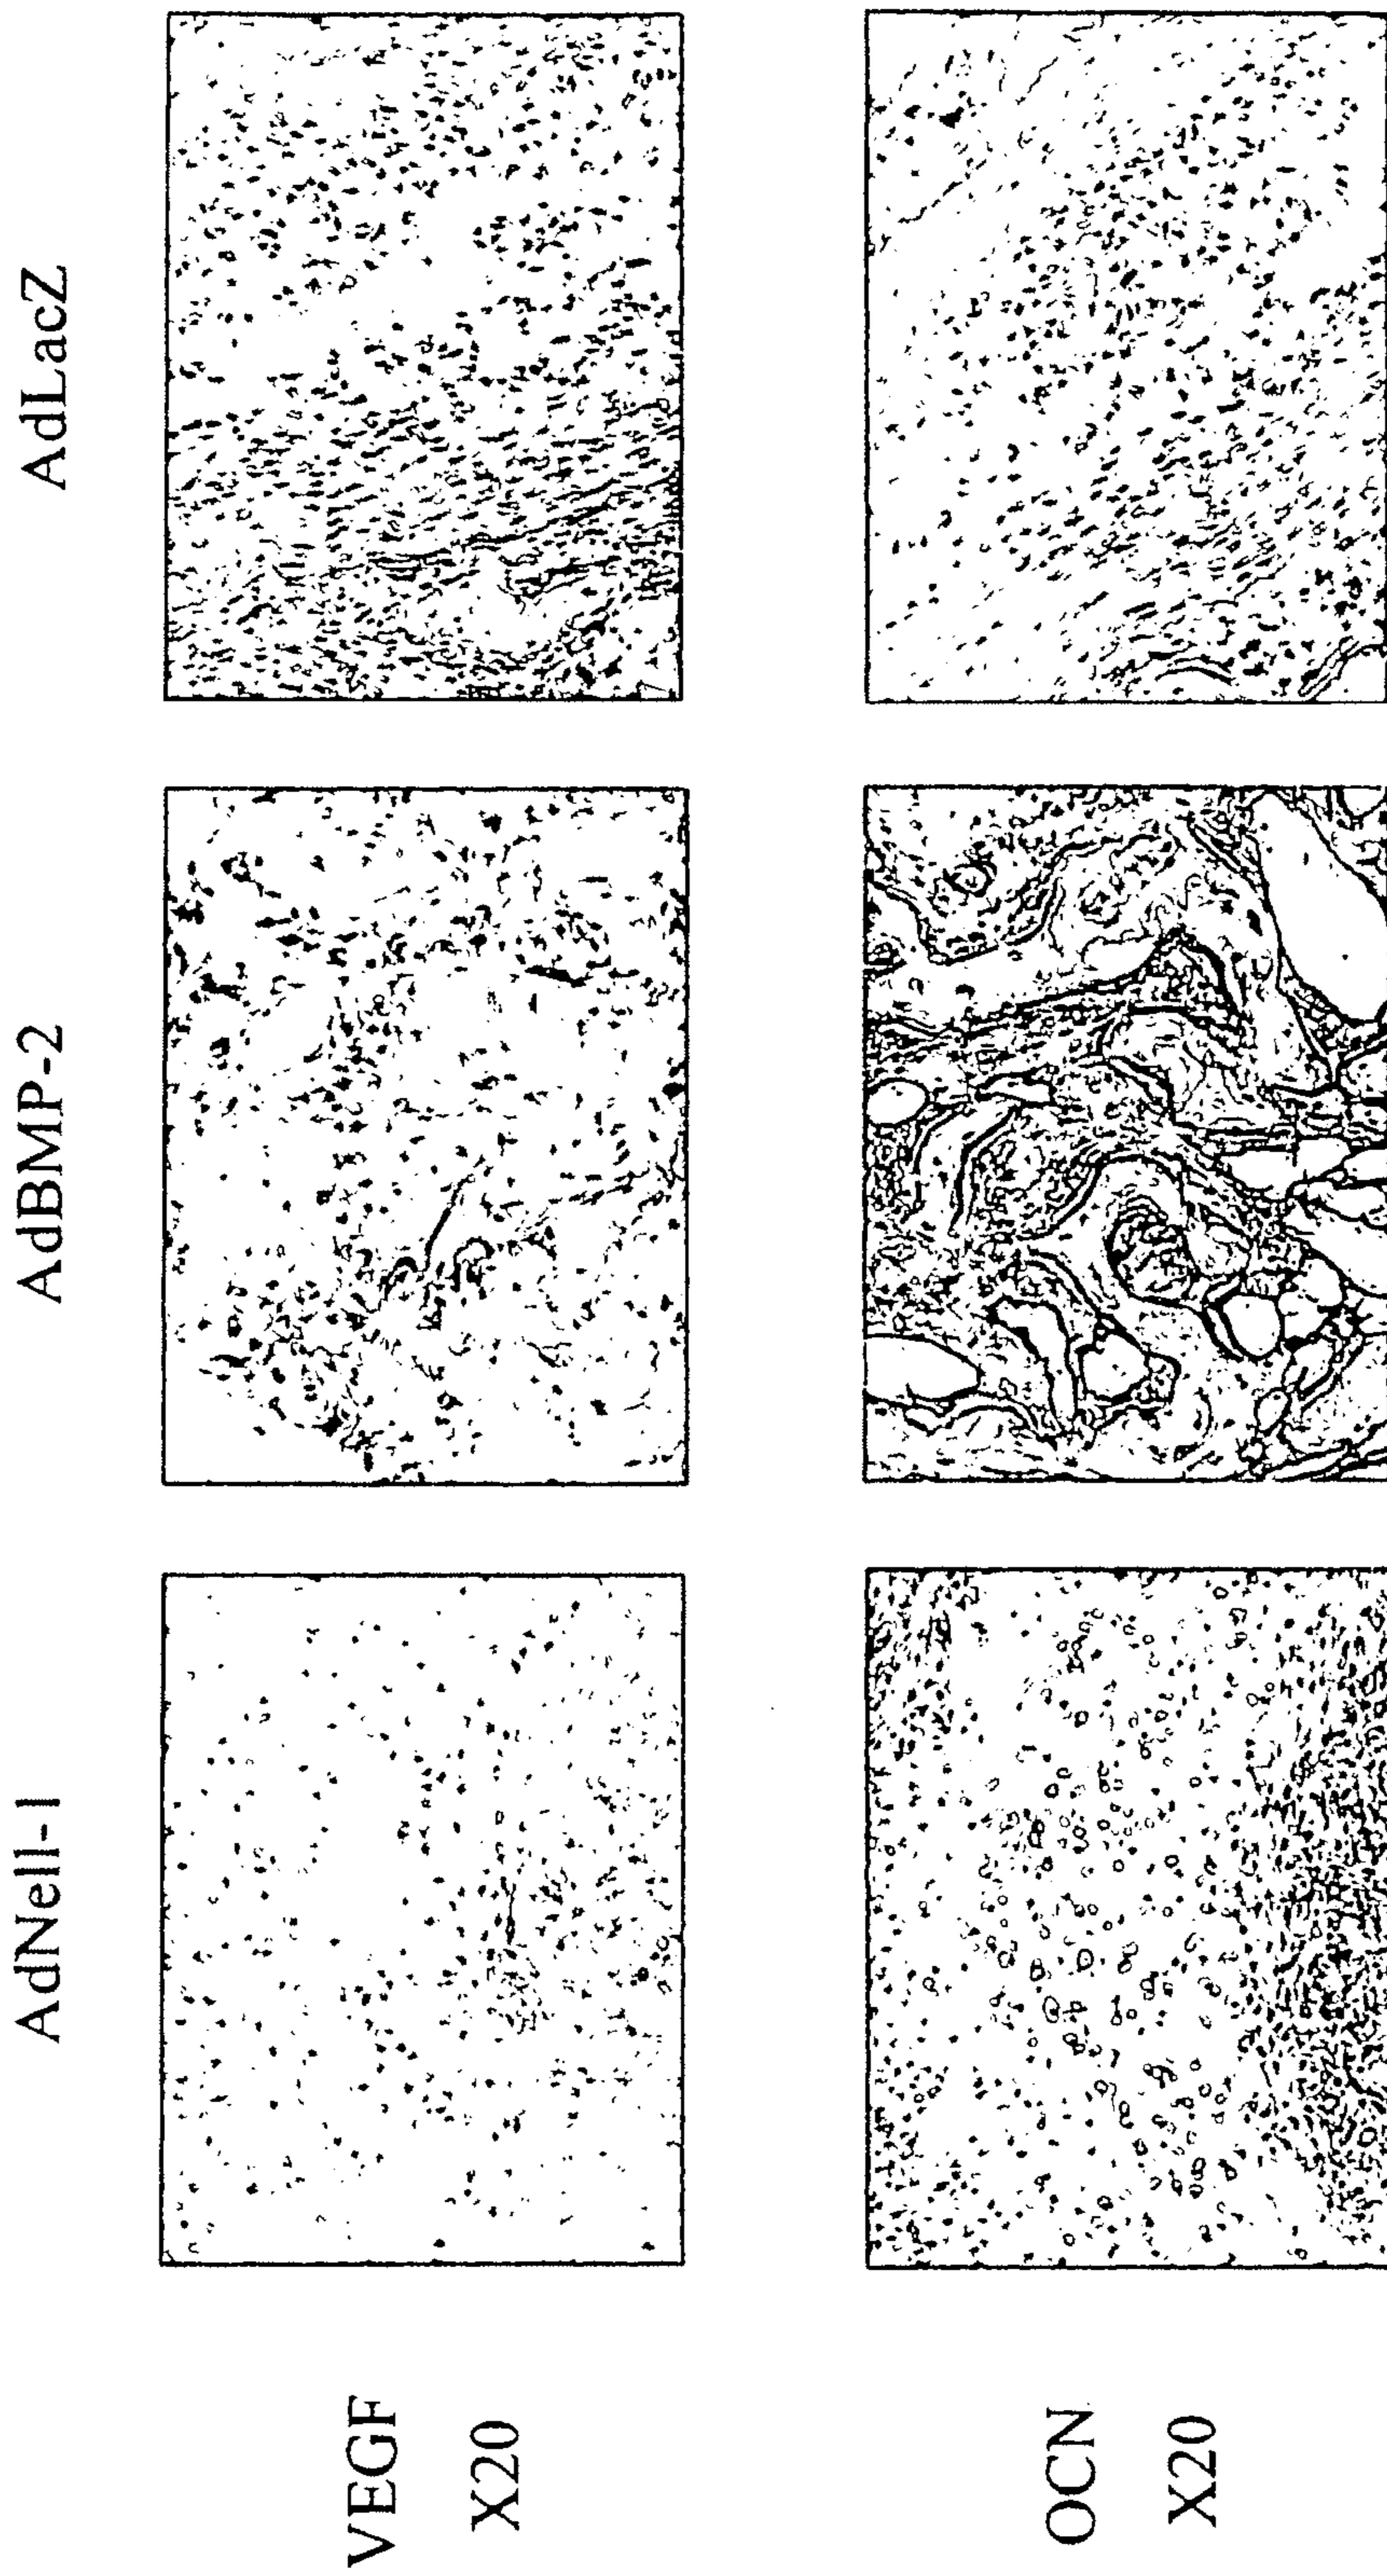 AdNell-1
AdBMP-2
AdLacZ
VEGF
X20
OCN
X20